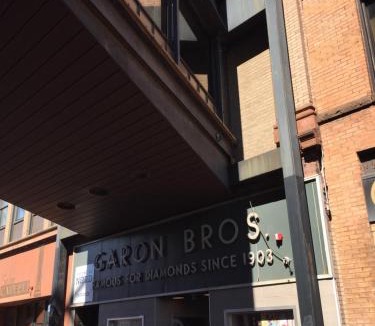 GARON BROS.
FAMOUS FOR DIAMONDS SINCE 1903